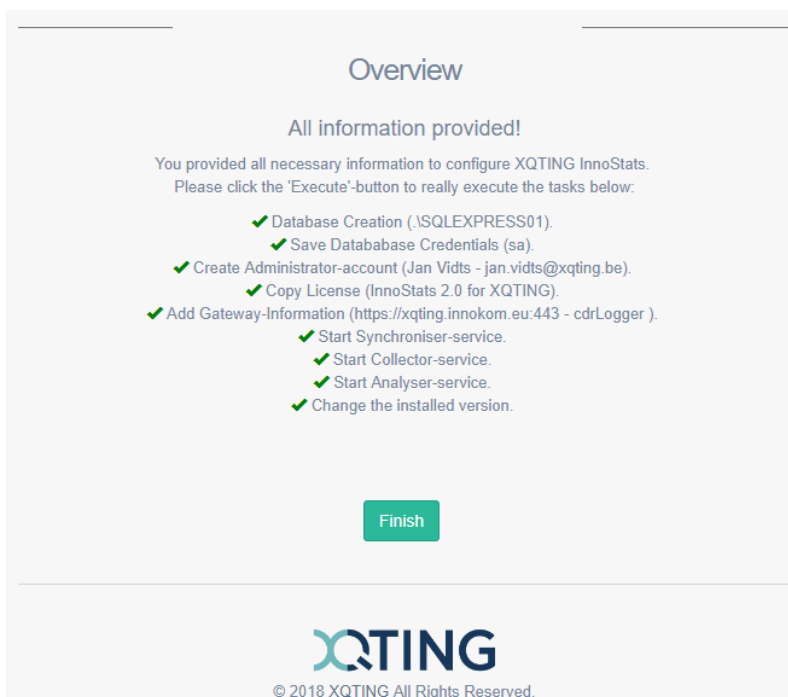 Overview
All information provided!
You provided all necessary information to configure XQTING InnoStats.
Please click the 'Execute'-button to really execute the tasks below:
Database Creation (.\SQLEXPRESS01).
Save Datababase Credentials (sa).
Create Administrator-account (Jan Vidts - jan.vidts@xqting.be).
Copy License (InnoStats 2.0 for XQTING).
Add Gateway-Information (https://xqting.innokom.eu:443 - cdrLogger ).
Start Synchroniser-service.
Start Collector-service.
Start Analyser-service.
Change the installed version.
Finish
XQTING
© 2018 XQTING All Rights Reserved.